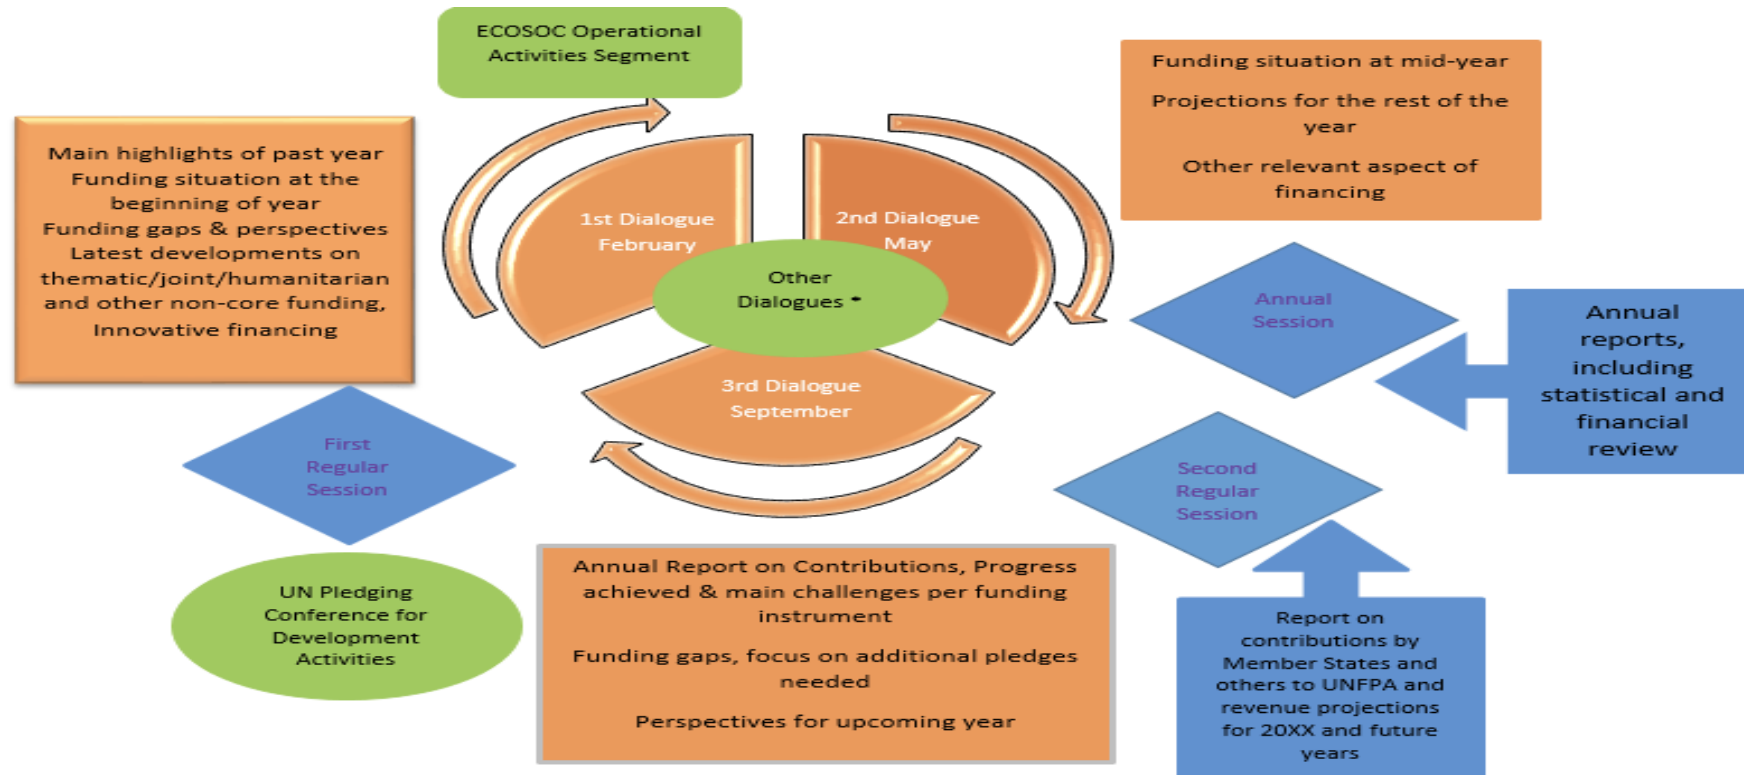 ECOSOC Operational
Activities Segment
Funding situation at mid-year
Projections for the rest of the
year
Other relevant aspect of
financing
Main highlights of past year
Funding situation at the
beginning of year
Funding gaps & perspectives
Latest developments on
thematic/joint/humanitarian
and other non-core funding,
Innovative financing
1st Dialogue
February
2nd Dialogue
May
Other
Dialogues *
3rd Dialogue
September
Annual
Session
Annual
reports,
including
statistical and
financial
review
First
Regular
Session
Second
Regular
Session
UN Pledging
Conference for
Development
Activities
Annual Report on Contributions, Progress
achieved & main challenges per funding
instrument
Funding gaps, focus on additional pledges
needed
Perspectives for upcoming year
Report on
contributions by
Member States and
others to UNFPA and
revenue projections
for 20XX and future
years